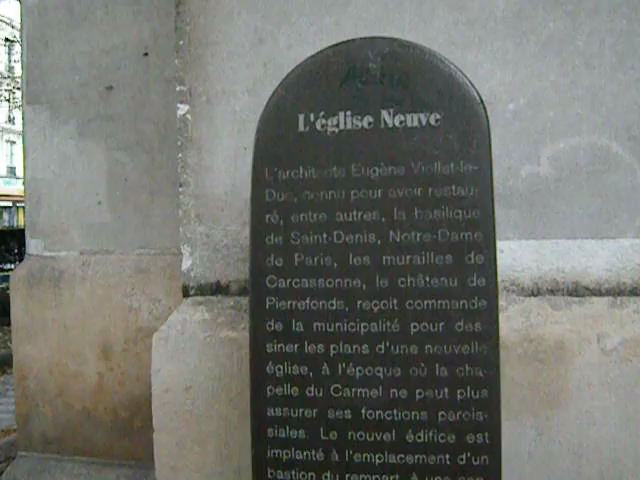 L'église Neuve
L'architecte Eugène Viollet-le-
Duc, connu pour avoir restau-
ré, entre autres, la basilique
de Saint-Denis, Notre-Dame
de Paris, les murailles de
Carcassonne, le château de
Pierrefonds, reçoit commande
de la municipalité pour des-
siner les plans d'une nouvelle
église, à l'époque où la cha-
pelle du Carmel ne peut plus
assurer ses fonctions parois-
siales. Le nouvel édifice est
implanté à l'emplacement d'un
bastion du rempart, à une